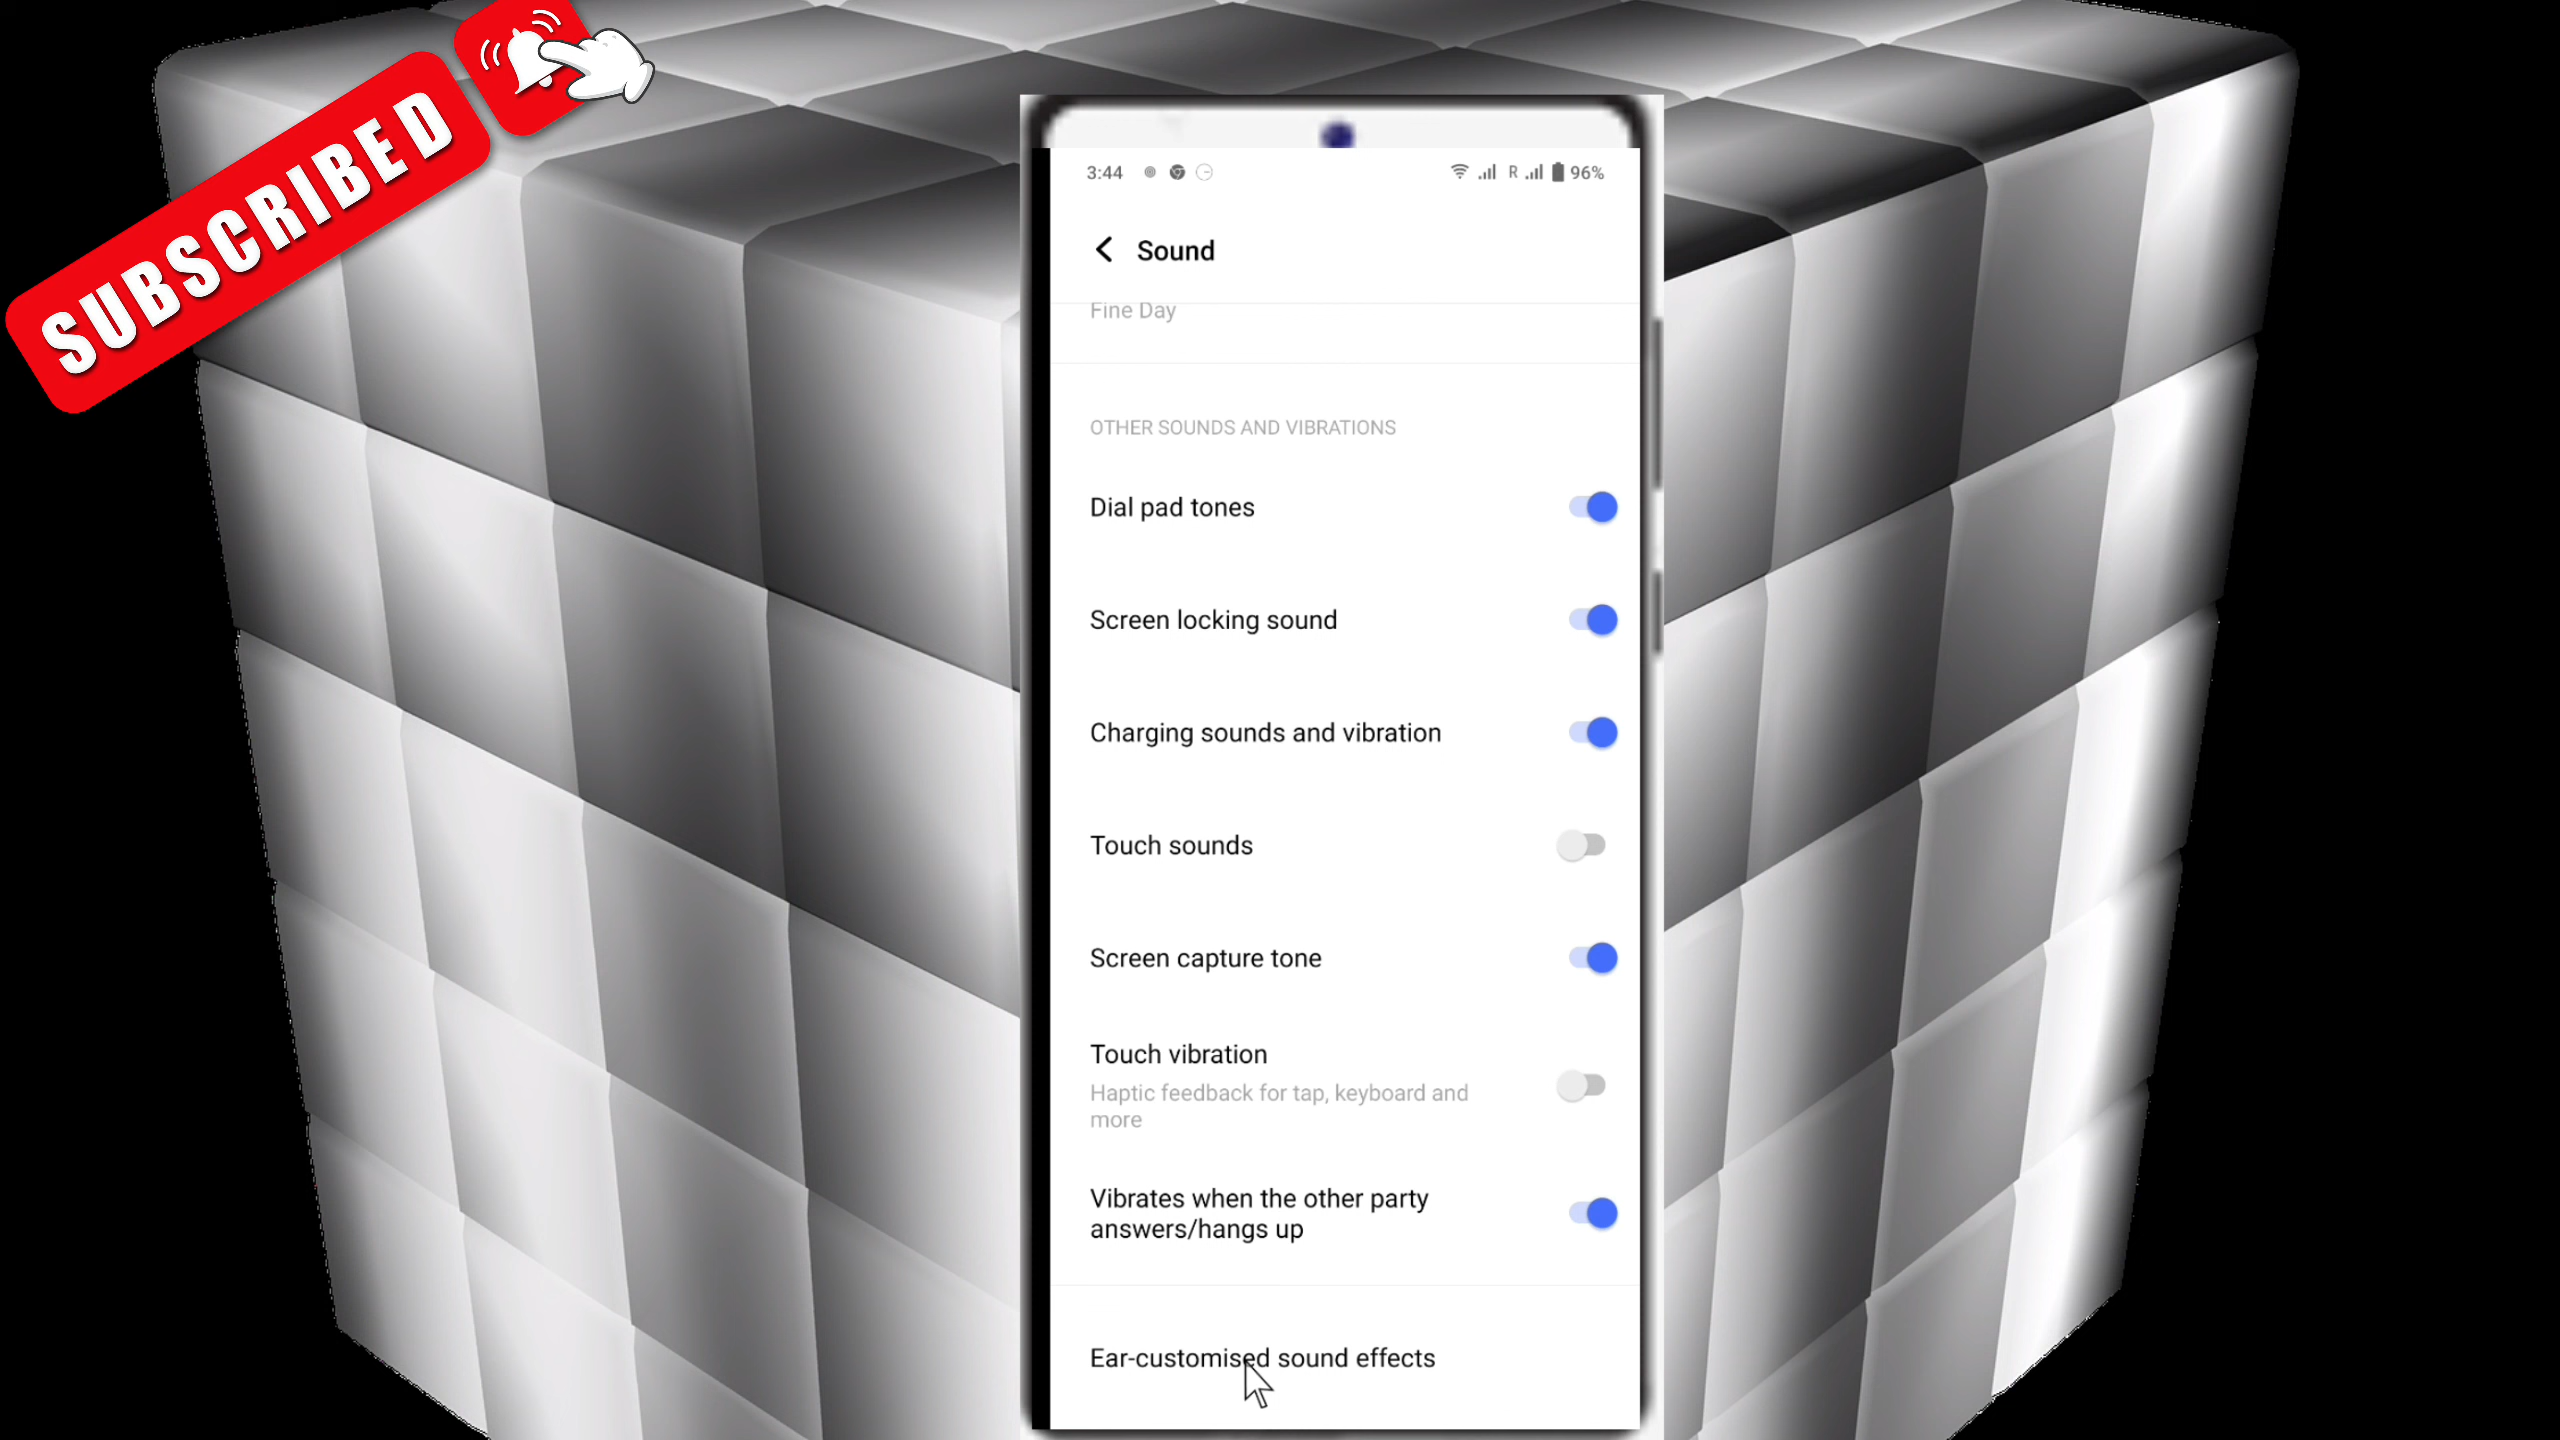 SUBSCRIBED
3:44
R
96%
Sound
Fine Day
OTHER SOUNDS AND VIBRATIONS
Dial pad tones
Screen locking sound
Charging sounds and vibration
Touch sounds
Screen capture tone
Touch vibration
Haptic feedback for tap, keyboard and
more
Vibrates when the other party
answers/hangs up
Ear-customised sound effects